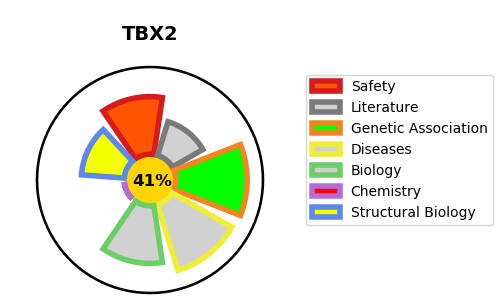 TBX2
41%
Safety
Literature
Genetic Association
Diseases
Biology
Chemistry
Structural Biology